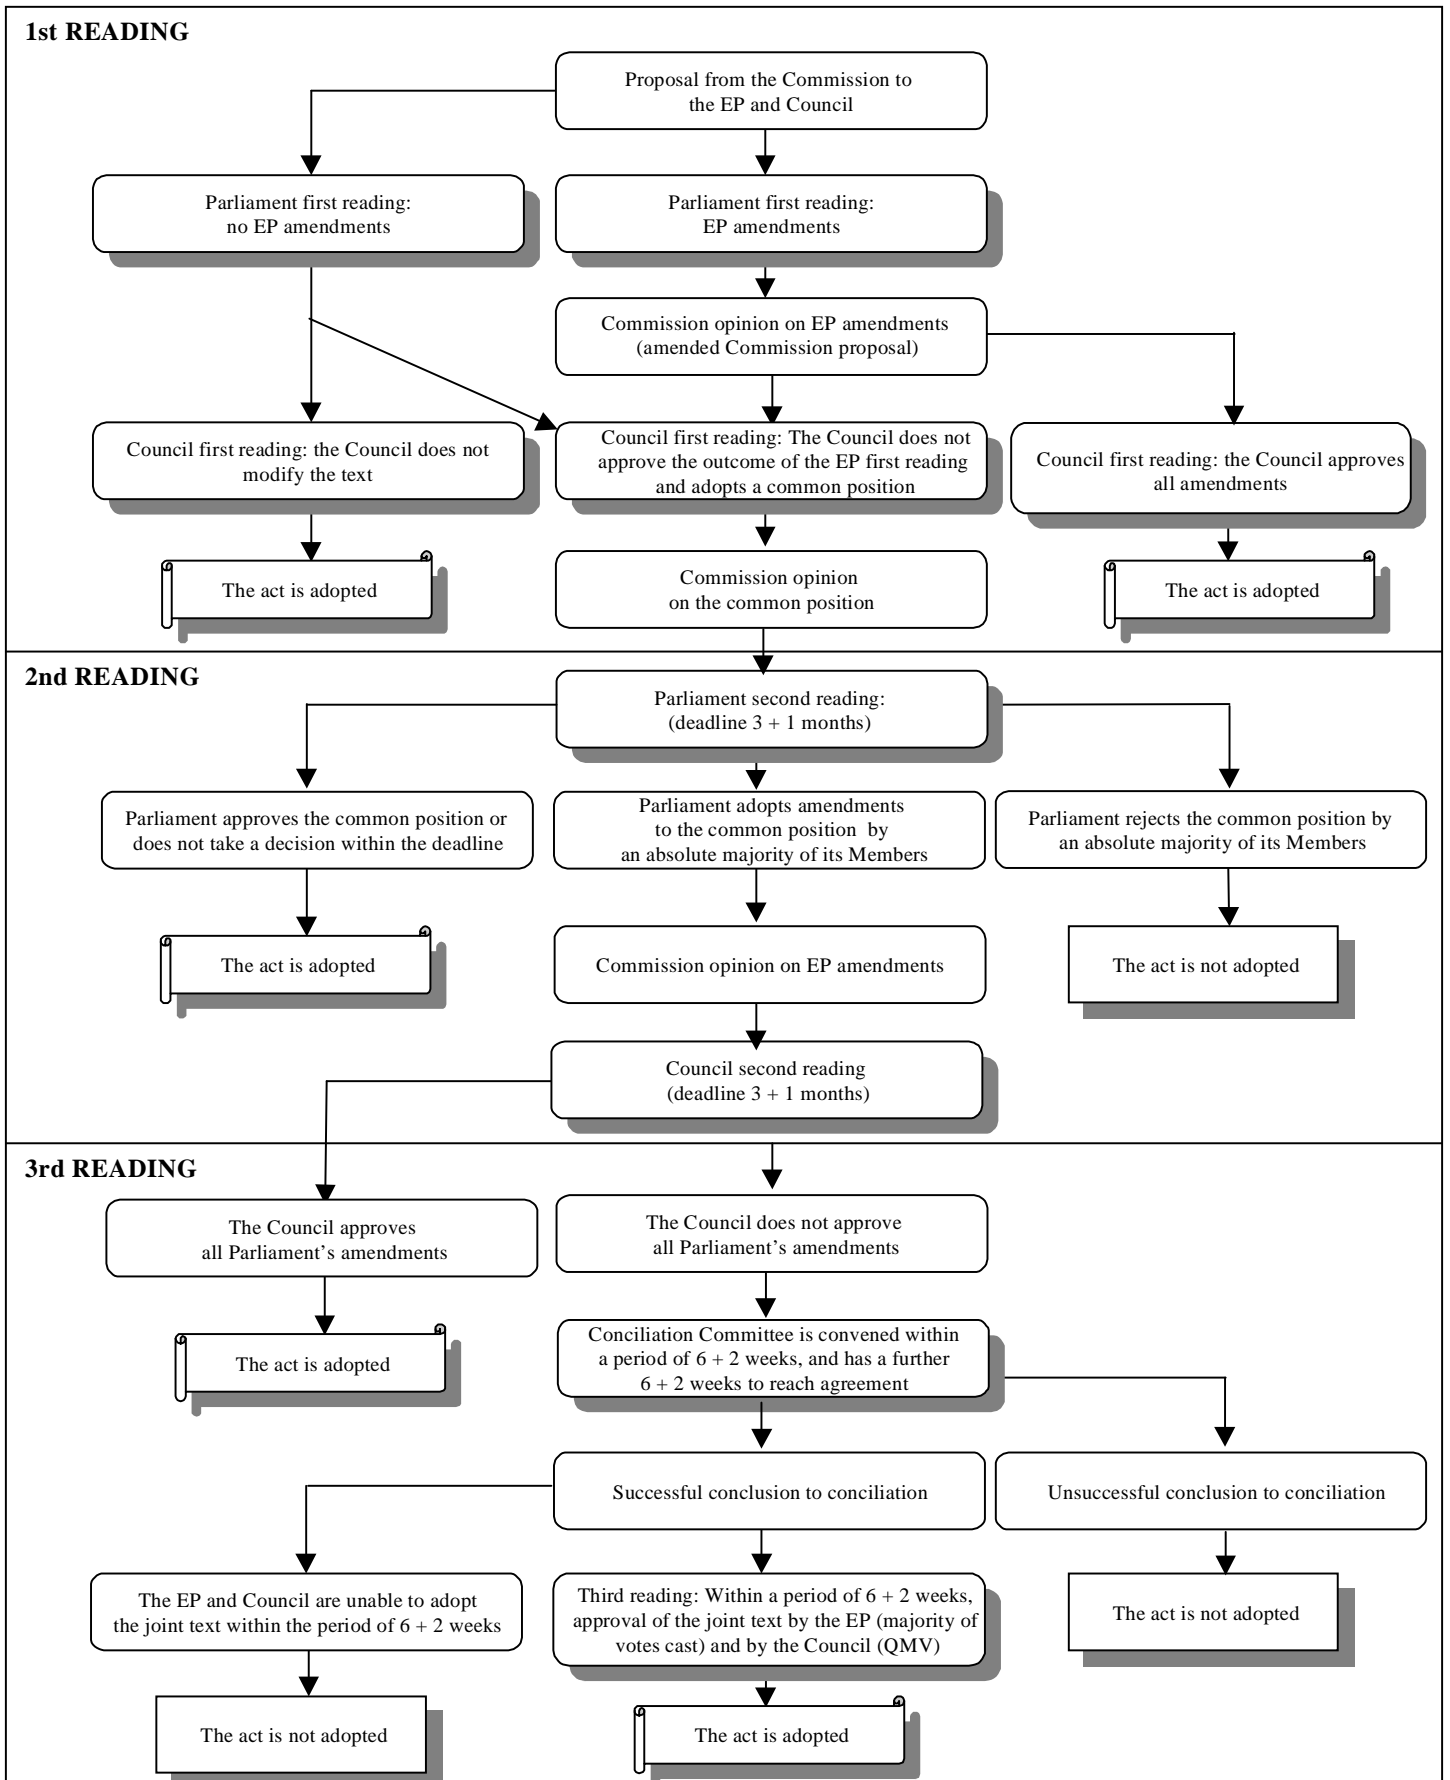 1st READING
Proposal from the Commission to
the EP and Council
Parliament first reading:
no EP amendments
Parliament first reading:
EP amendments
Commission opinion on EP amendments
(amended Commission proposal)
Council first reading: the Council does not
modify the text
Council first reading: The Council does not
approve the outcome of the EP first reading
and adopts a common position
Council first reading: the Council approves
all amendments
The act is adopted
Commission opinion
on the common position
The act is adopted
2nd READING
Parliament second reading:
(deadline 3 + 1 months)
Parliament approves the common position or
does not take a decision within the deadline
Parliament adopts amendments
to the common position by
an absolute majority of its Members
Parliament rejects the common position by
an absolute majority of its Members
The act is adopted
Commission opinion on EP amendments
The act is not adopted
Council second reading
(deadline 3 + 1 months)
3rd READING
The Council approves
all Parliament’s amendments
The Council does not approve
all Parliament’s amendments
The act is adopted
Conciliation Committee is convened within
a period of 6 + 2 weeks, and has a further
6 + 2 weeks to reach agreement
Successful conclusion to conciliation
Unsuccessful conclusion to conciliation
The EP and Council are unable to adopt
the joint text within the period of 6 + 2 weeks
Third reading: Within a period of 6 + 2 weeks,
approval of the joint text by the EP (majority of
votes cast) and by the Council (QMV)
The act is not adopted
The act is not adopted
The act is adopted